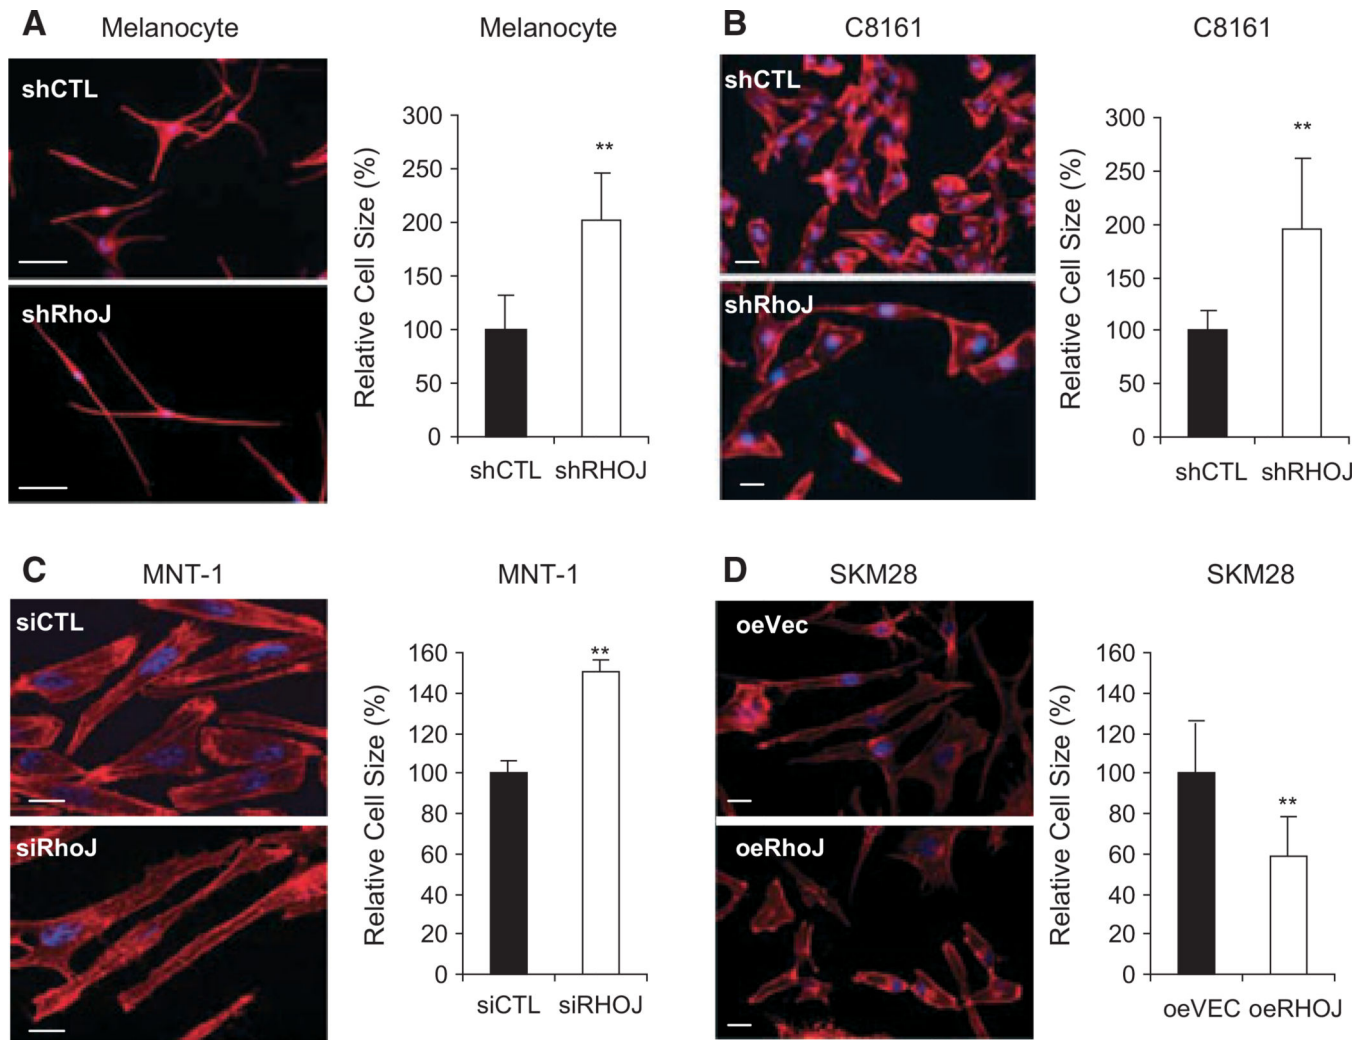 A Melanocyte Melanocyte
shCTL
shRhoJ
Relative Cell Size (%)
300
250
200
150
100
50
0
**
shCTL shRHOJ
B C8161 C8161
shCTL
shRhoJ
Relative Cell Size (%)
300
250
200
150
100
50
0
**
shCTL shRHOJ
C MNT-1 MNT-1
siCTL
siRhoJ
Relative Cell Size (%)
160
140
120
100
80
60
40
20
0
**
siCTL siRHOJ
D SKM28 SKM28
oeVec
oeRhoJ
Relative Cell Size (%)
160
140
120
100
80
60
40
20
0
**
oeVEC oeRHOJ